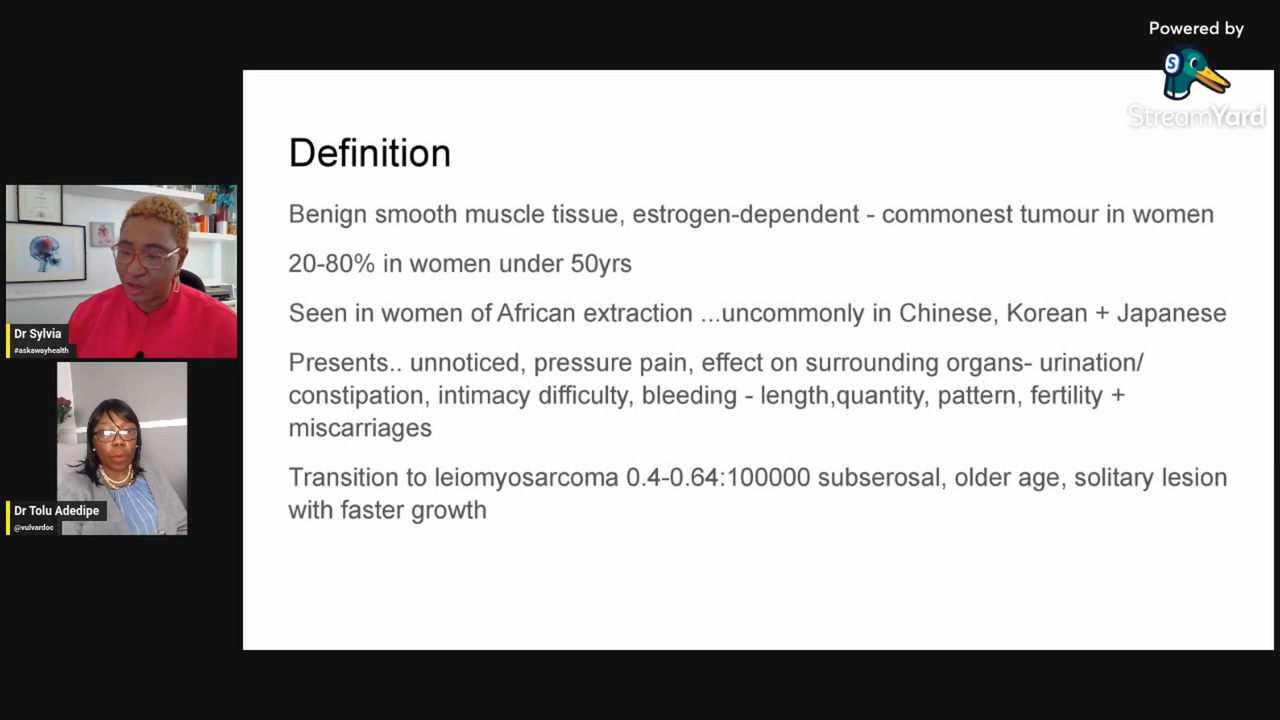 Powered by
StreamYard
Definition
Benign smooth muscle tissue, estrogen-dependent - commonest tumour in women
20-80% in women under 50yrs
Seen in women of African extraction ...uncommonly in Chinese, Korean + Japanese
Presents.. unnoticed, pressure pain, effect on surrounding organs- urination/
constipation, intimacy difficulty, bleeding - length,quantity, pattern, fertility +
miscarriages
Transition to leiomyosarcoma 0.4-0.64:100000 subserosal, older age, solitary lesion
with faster growth
Dr Sylvia
#askawayhealth
Dr Tolu Adedipe
@vulvardoc